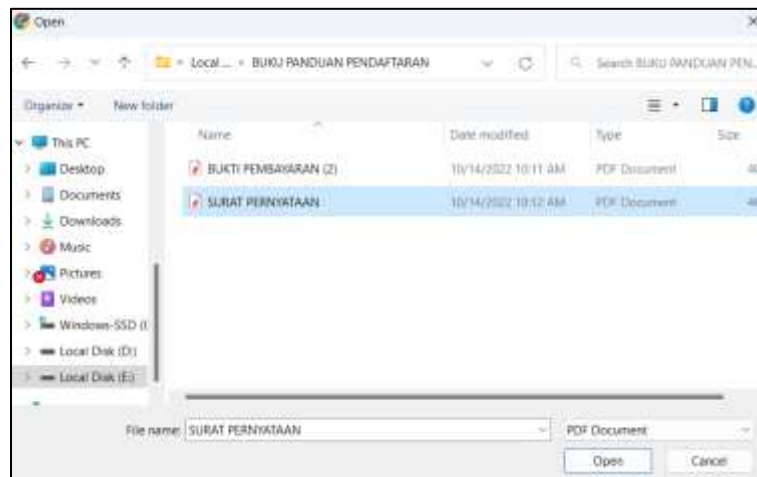 Open
Local ... BUKU PANDUAN PENDAFTARAN
Search BUKU PANDUAN PEN...
Organize
New folder
Name
Date modified
Type
Size
This PC
Desktop
Documents
Downloads
Music
Pictures
Videos
Windows-SSD (
Local Disk (D:)
Local Disk (E:)
BUKTI PEMBAYARAN (2)
10/14/2022 10:11 AM
PDF Document
SURAT PERNYATAAN
10/14/2022 10:12 AM
PDF Document
File name: SURAT PERNYATAAN
PDF Document
Open
Cancel